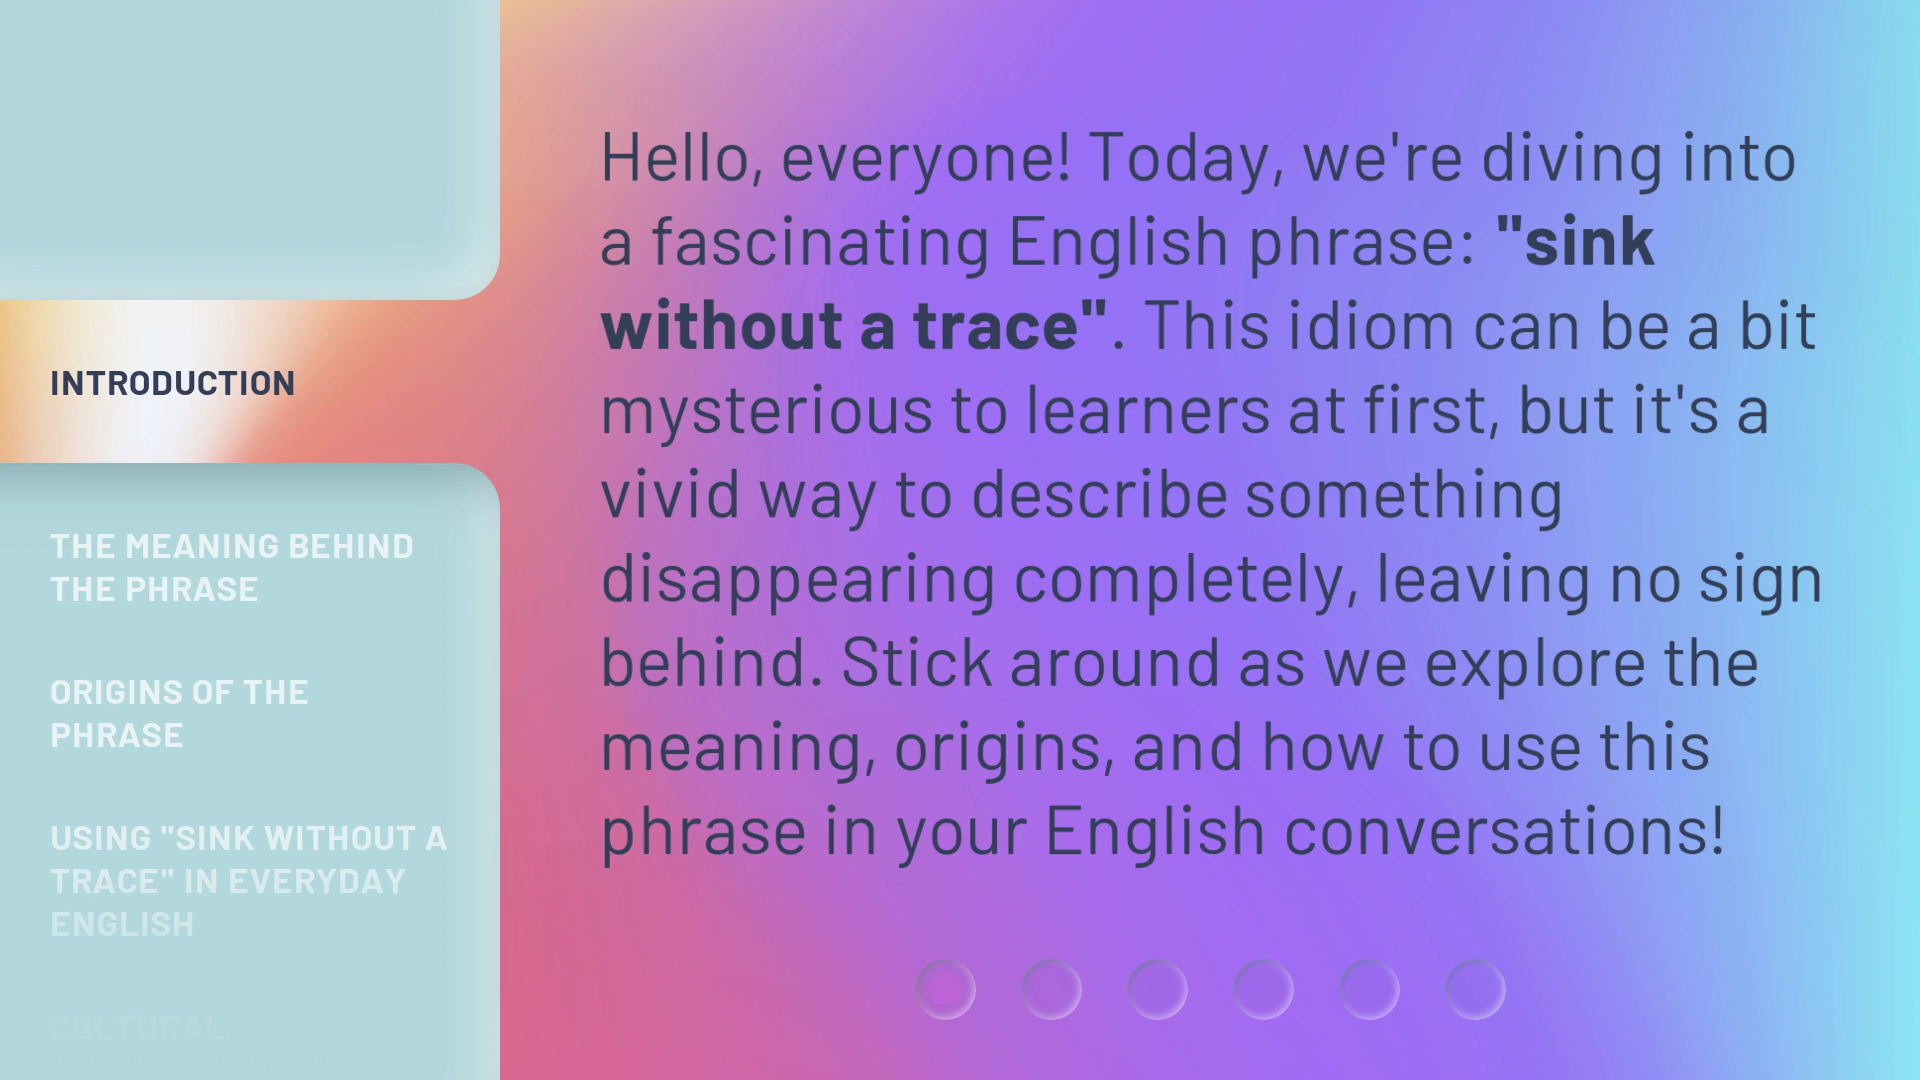 INTRODUCTION
THE MEANING BEHIND
THE PHRASE
ORIGINS OF THE
PHRASE
USING "SINK WITHOUT A
TRACE" IN EVERYDAY
ENGLISH
CULTURAL
Hello, everyone! Today, we're diving into
a fascinating English phrase: "sink
without a trace". This idiom can be a bit
mysterious to learners at first, but it's a
vivid way to describe something
disappearing completely, leaving no sign
behind. Stick around as we explore the
meaning, origins, and how to use this
phrase in your English conversations!